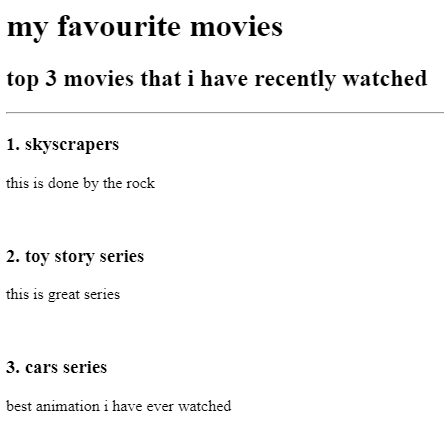 my favourite movies
top 3 movies that i have recently watched
1. skyscrapers
this is done by the rock
2. toy story series
this is great series
3. cars series
best animation i have ever watched